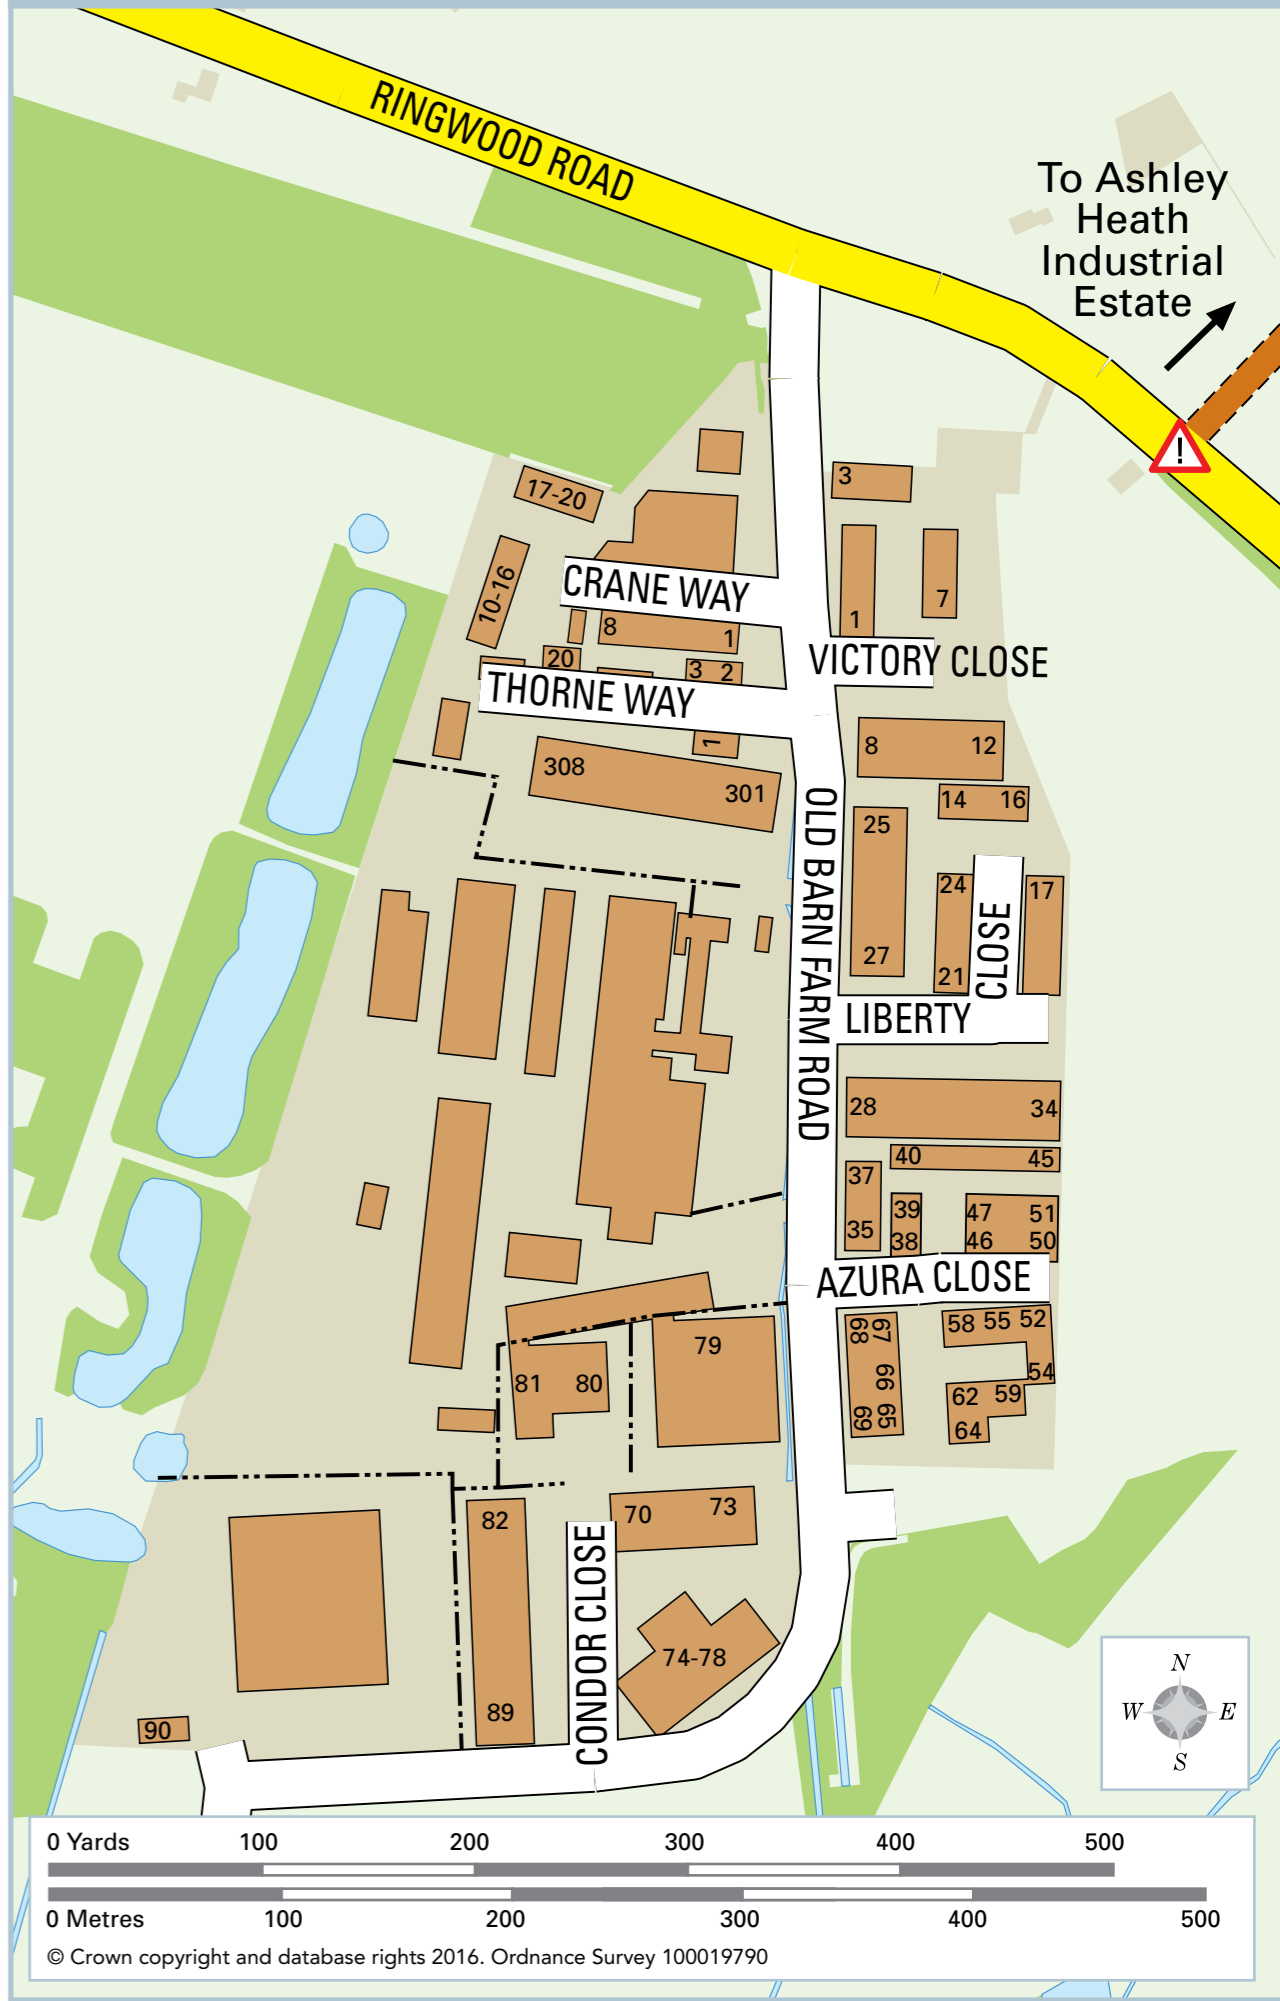 RINGWOOD ROAD
To Ashley
Heath
Industrial
Estate
!
17-20
3
10-16
CRANE WAY
1
7
8
1
20
3 2
VICTORY CLOSE
THORNE WAY
1
8
12
308
301
14
16
OLD BARN FARM ROAD
25
27
24
21
CLOSE
17
LIBERTY
28
34
40
45
37
35
39
38
47
51
46
50
AZURA CLOSE
68
67
66
69
65
58 55 52
54
62 59
64
79
81
80
82
89
70
73
CONDOR CLOSE
74-78
90
N
W
E
S
0 Yards
100
200
300
400
500
0 Metres
100
200
300
400
500
© Crown copyright and database rights 2016. Ordnance Survey 100019790